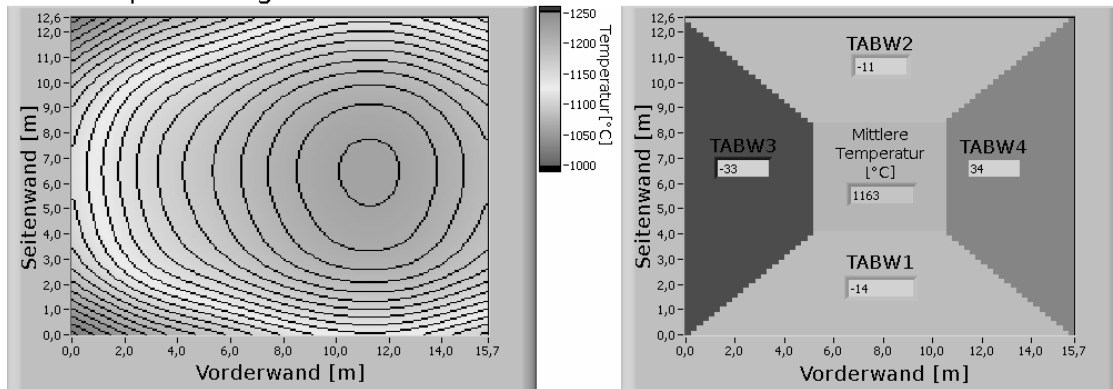 12,6
12,0
11,0
10,0
9,0
8,0
7,0
6,0
5,0
4,0
3,0
2,0
1,0
0,0
Seitenwand [m]
0,0 2,0 4,0 6,0 8,0 10,0 12,0 14,0 15,7
Vorderwand [m]
1250
1200
1150
1100
1050
1000
Temperatur [°C]
12,6
12,0
11,0
10,0
9,0
8,0
7,0
6,0
5,0
4,0
3,0
2,0
1,0
0,0
Seitenwand [m]
TABW2
-11
TABW3
-33
Mittlere
Temperatur
[°C]
1163
TABW4
34
TABW1
-14
0,0 2,0 4,0 6,0 8,0 10,0 12,0 14,0 15,7
Vorderwand [m]